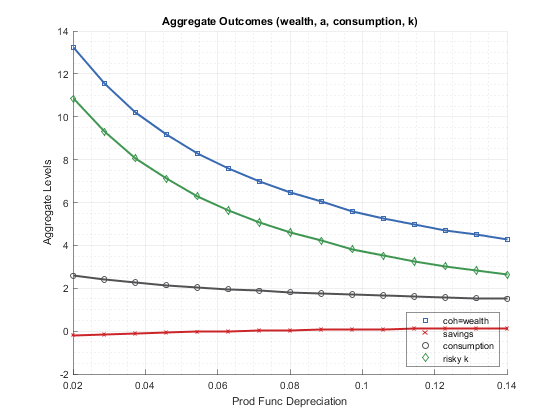 Aggregate Outcomes (wealth, a, consumption, k)
14
12
10
8
6
4
2
0
-2
Aggregate Levels
coh=wealth
savings
consumption
risky k
0.02 0.04 0.06 0.08 0.1 0.12 0.14
Prod Func Depreciation